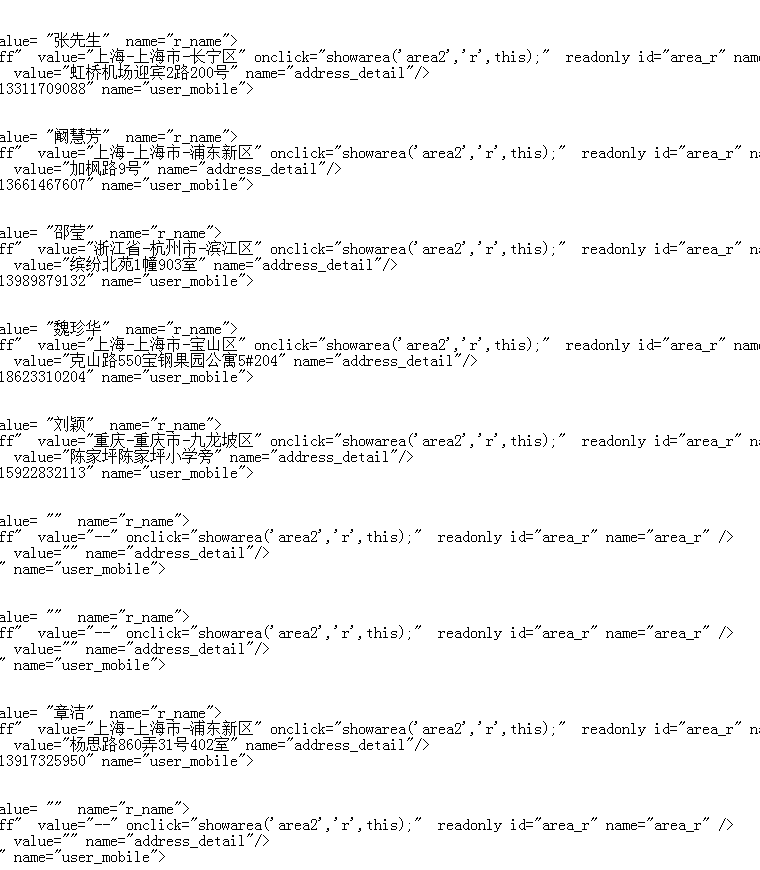 alue= "张先生"  name="r_name">
ff"  value="上海-上海市-长宁区" onclick="showarea('area2','r',this);"  readonly id="area_r" name
value="虹桥机场迎宾2路200号" name="address_detail"/>
13311709088" name="user_mobile">
alue= "阚慧芳"  name="r_name">
ff"  value="上海-上海市-浦东新区" onclick="showarea('area2','r',this);"  readonly id="area_r" na
value="加枫路9号" name="address_detail"/>
13661467607" name="user_mobile">
alue= "邵莹"  name="r_name">
ff"  value="浙江省-杭州市-滨江区" onclick="showarea('area2','r',this);"  readonly id="area_r" na
value="缤纷北苑1幢903室" name="address_detail"/>
13989879132" name="user_mobile">
alue= "魏珍华"  name="r_name">
ff"  value="上海-上海市-宝山区" onclick="showarea('area2','r',this);"  readonly id="area_r" name
value="克山路550宝钢果园公寓5#204" name="address_detail"/>
18623310204" name="user_mobile">
alue= "刘颖"  name="r_name">
ff"  value="重庆-重庆市-九龙坡区" onclick="showarea('area2','r',this);"  readonly id="area_r" na
value="陈家坪陈家坪小学旁" name="address_detail"/>
15922832113" name="user_mobile">
alue= ""  name="r_name">
ff"  value="--" onclick="showarea('area2','r',this);"  readonly id="area_r" name="area_r" />
value="" name="address_detail"/>
" name="user_mobile">
alue= ""  name="r_name">
ff"  value="--" onclick="showarea('area2','r',this);"  readonly id="area_r" name="area_r" />
value="" name="address_detail"/>
" name="user_mobile">
alue= "章洁"  name="r_name">
ff"  value="上海-上海市-浦东新区" onclick="showarea('area2','r',this);"  readonly id="area_r" na
value="杨思路860弄31号402室" name="address_detail"/>
13917325950" name="user_mobile">
alue= ""  name="r_name">
ff"  value="--" onclick="showarea('area2','r',this);"  readonly id="area_r" name="area_r" />
value="" name="address_detail"/>
" name="user_mobile">